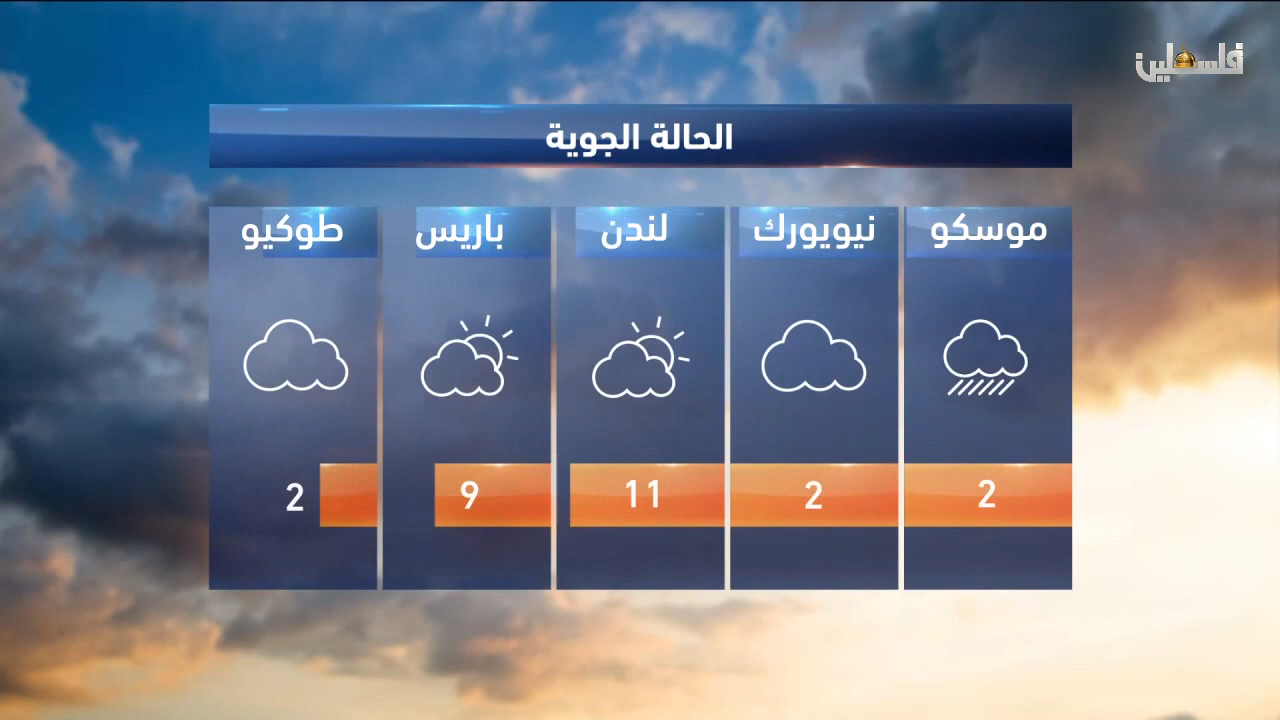 فلسطين
الحالة الجوية
موسكو
نيويورك
لندن
باريس
طوكيو
2
2
11
9
2